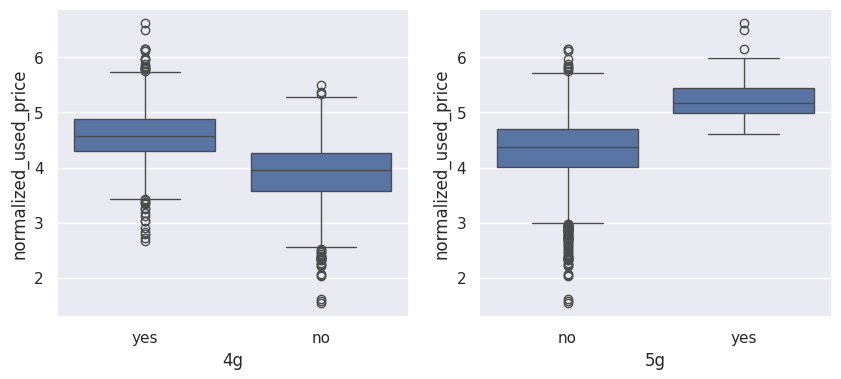 normalized_used_price
6
5
4
3
2
yes
no
4g
normalized_used_price
6
5
4
3
2
no
yes
5g